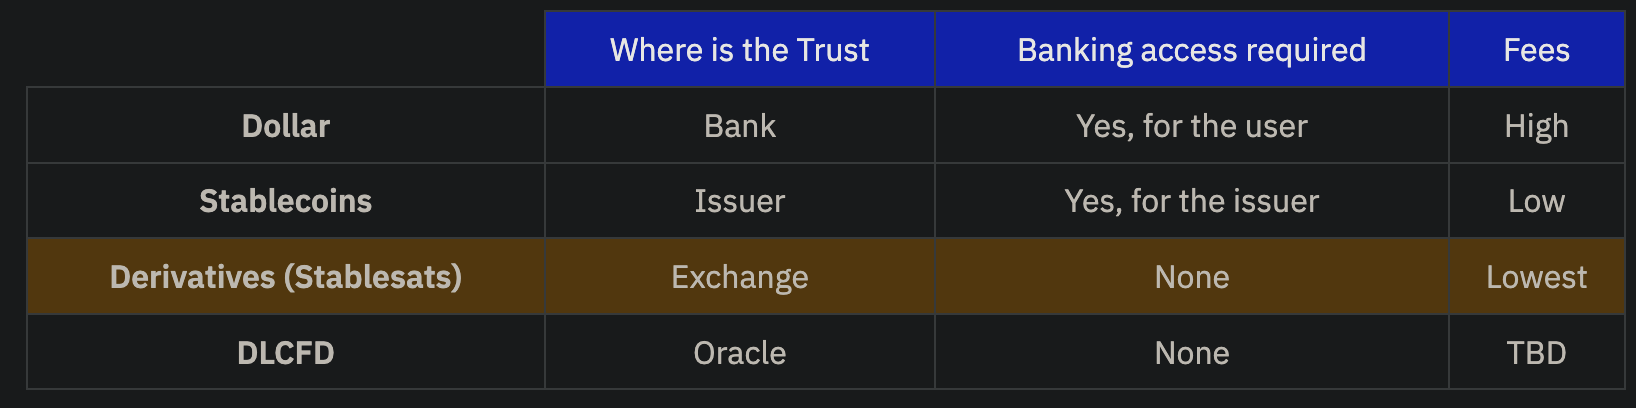 Where is the Trust Banking access required Fees
Dollar Bank Yes, for the user High
Stablecoins Issuer Yes, for the issuer Low
Derivatives (Stablesats) Exchange None Lowest
DLCFD Oracle None TBD